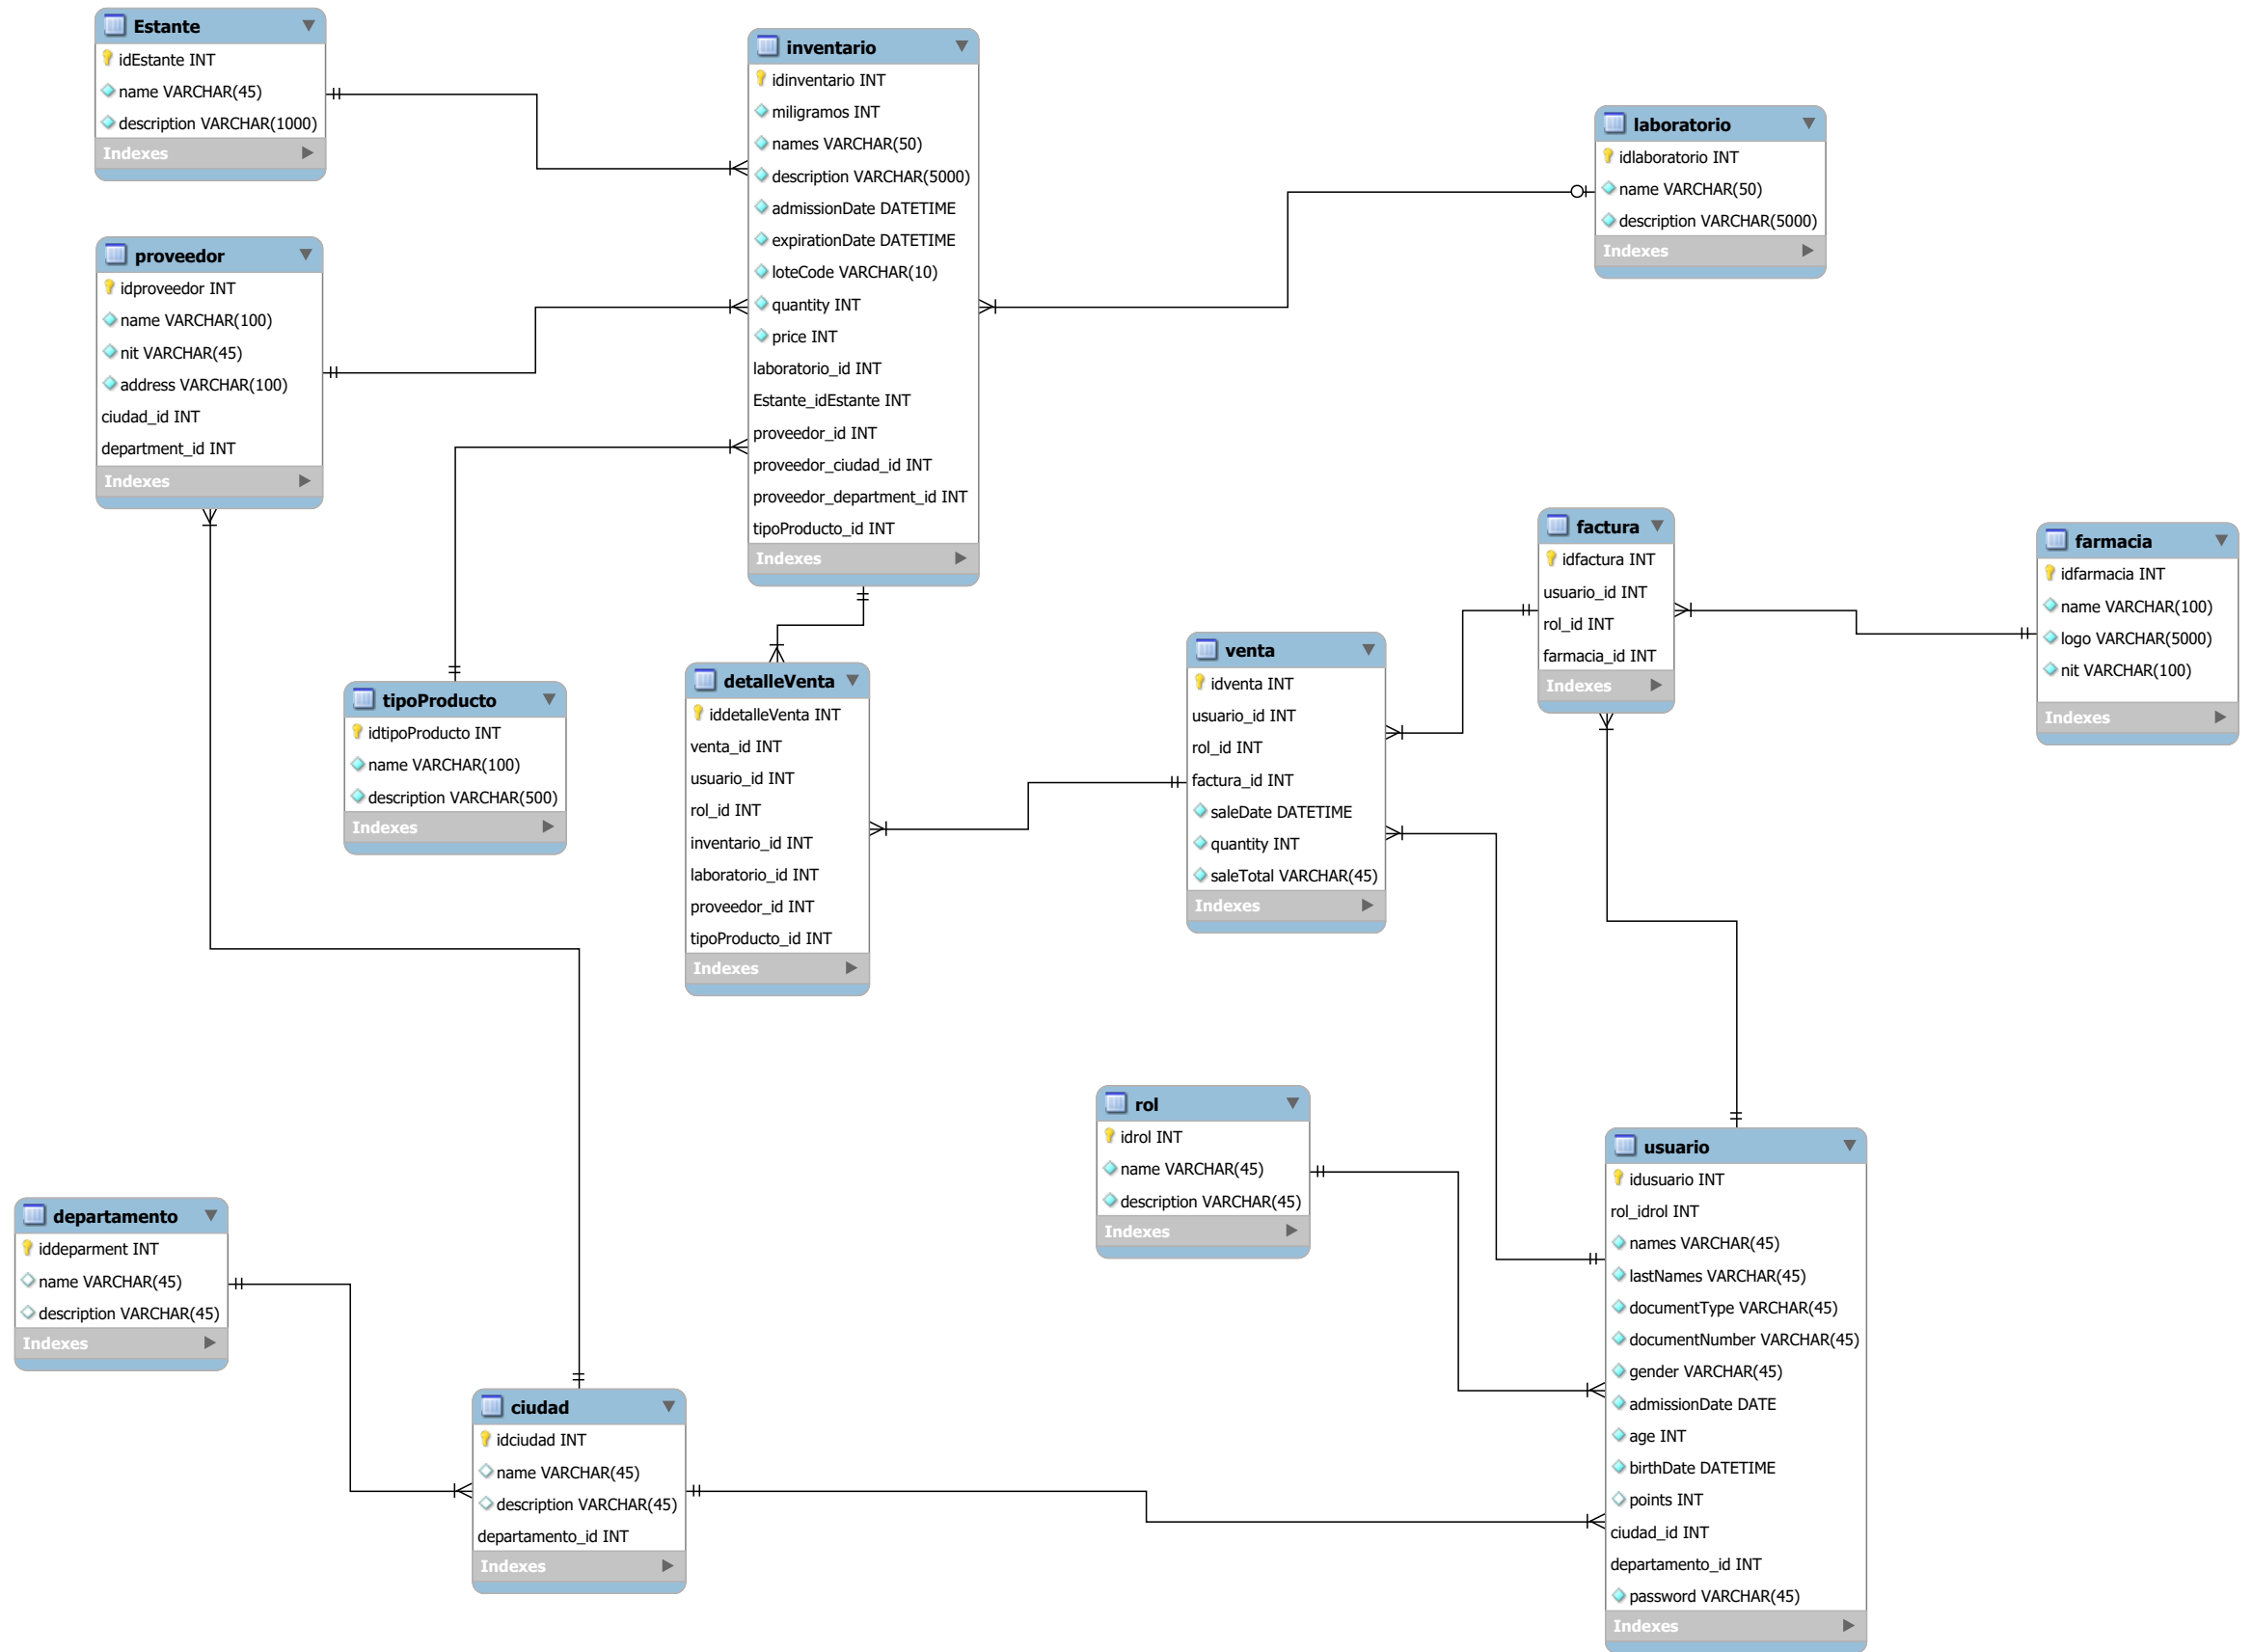 Estante
idEstante INT
name VARCHAR(45)
description VARCHAR(1000)
Indexes
inventario
idinventario INT
miligramos INT
names VARCHAR(50)
description VARCHAR(5000)
admissionDate DATETIME
expirationDate DATETIME
loteCode VARCHAR(10)
quantity INT
price INT
laboratorio_id INT
Estante_idEstante INT
proveedor_id INT
proveedor_ciudad_id INT
proveedor_department_id INT
tipoProducto_id INT
Indexes
laboratorio
idlaboratorio INT
name VARCHAR(50)
description VARCHAR(5000)
Indexes
proveedor
idproveedor INT
name VARCHAR(100)
nit VARCHAR(45)
address VARCHAR(100)
ciudad_id INT
department_id INT
Indexes
factura
idfactura INT
usuario_id INT
rol_id INT
farmacia_id INT
Indexes
farmacia
idfarmacia INT
name VARCHAR(100)
logo VARCHAR(5000)
nit VARCHAR(100)
Indexes
tipoProducto
idtipoProducto INT
name VARCHAR(100)
description VARCHAR(500)
Indexes
detalleVenta
iddetalleVenta INT
venta_id INT
usuario_id INT
rol_id INT
inventario_id INT
laboratorio_id INT
proveedor_id INT
tipoProducto_id INT
Indexes
venta
idventa INT
usuario_id INT
rol_id INT
factura_id INT
saleDate DATETIME
quantity INT
saleTotal VARCHAR(45)
Indexes
rol
idrol INT
name VARCHAR(45)
description VARCHAR(45)
Indexes
usuario
idusuario INT
rol_idrol INT
names VARCHAR(45)
lastNames VARCHAR(45)
documentType VARCHAR(45)
documentNumber VARCHAR(45)
gender VARCHAR(45)
admissionDate DATE
age INT
birthDate DATETIME
points INT
ciudad_id INT
departamento_id INT
password VARCHAR(45)
Indexes
departamento
iddeparment INT
name VARCHAR(45)
description VARCHAR(45)
Indexes
ciudad
idciudad INT
name VARCHAR(45)
description VARCHAR(45)
departamento_id INT
Indexes